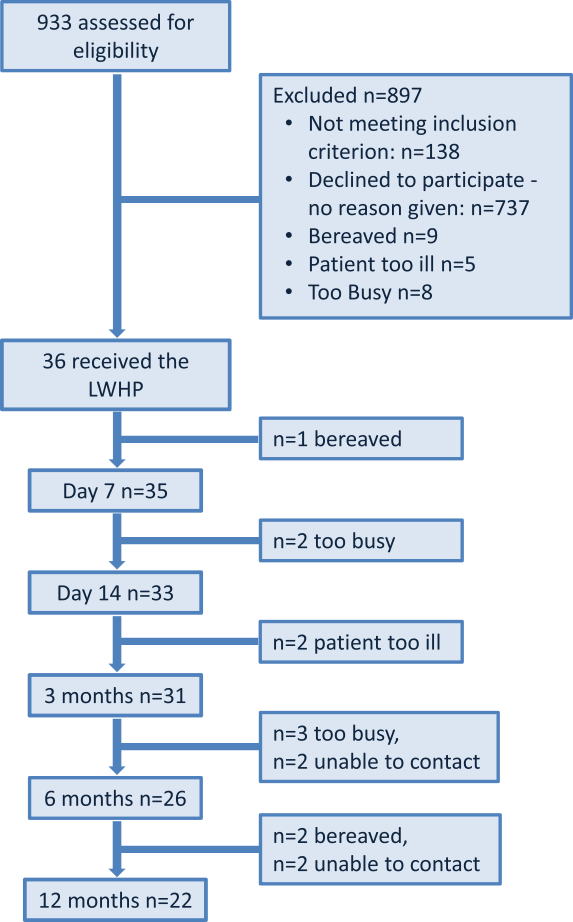 933 assessed for
eligibility
Excluded n=897
• Not meeting inclusion
criterion: n=138
• Declined to participate -
no reason given: n=737
• Bereaved n=9
• Patient too ill n=5
• Too Busy n=8
36 received the
LWHP
n=1 bereaved
Day 7 n=35
n=2 too busy
Day 14 n=33
n=2 patient too ill
3 months n=31
n=3 too busy,
n=2 unable to contact
6 months n=26
n=2 bereaved,
n=2 unable to contact
12 months n=22